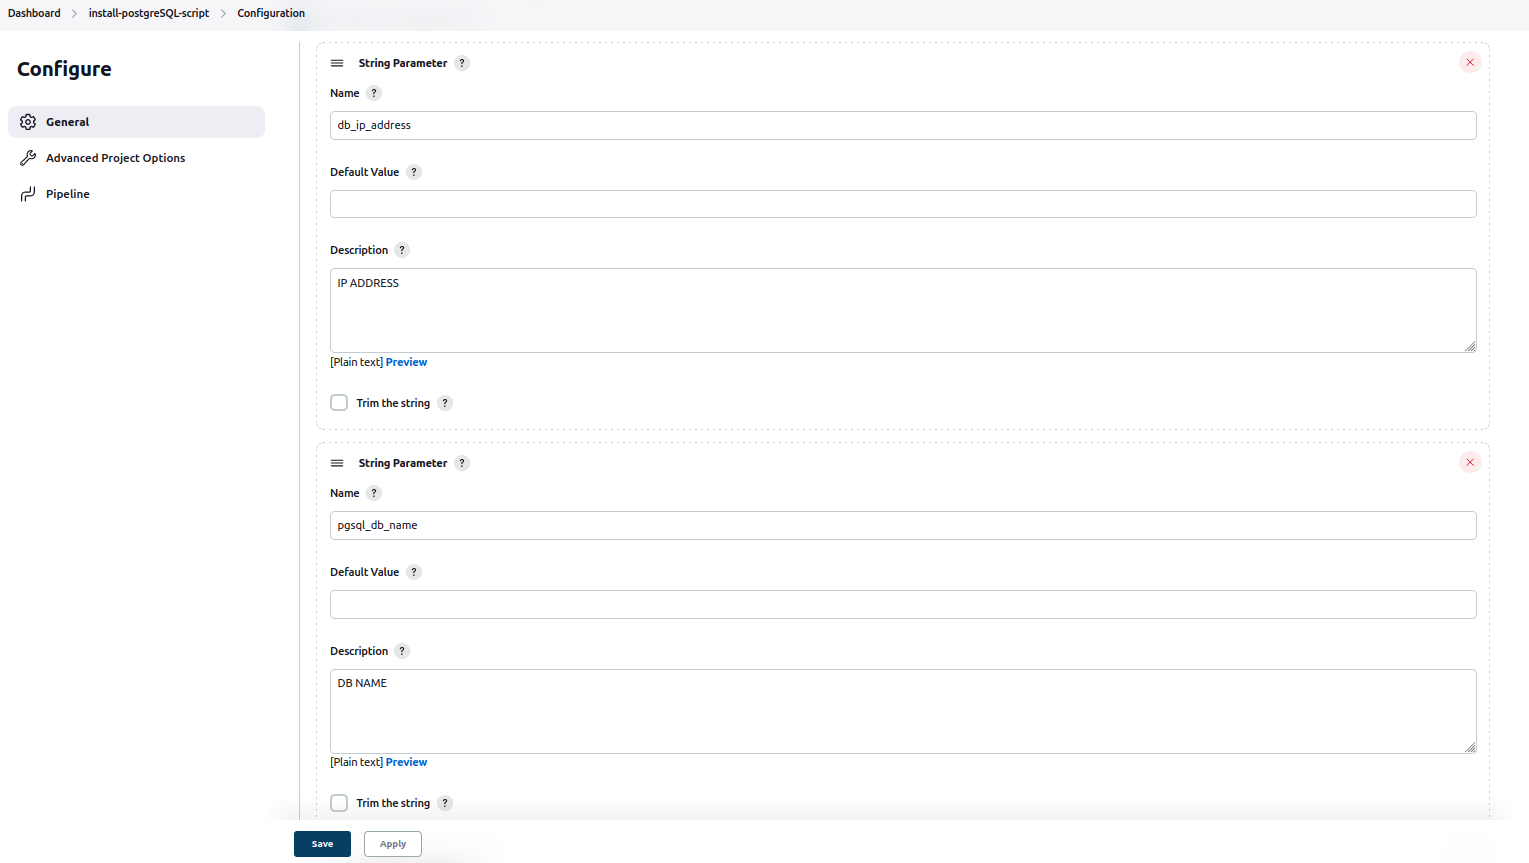 Dashboard > install-postgreSQL-script > Configuration
Configure
General
Advanced Project Options
Pipeline
String Parameter ?
Name ?
db_ip_address
Default Value ?
Description ?
IP ADDRESS
[Plain text] Preview
Trim the string ?
String Parameter ?
Name ?
pgsql_db_name
Default Value ?
Description ?
DB NAME
[Plain text] Preview
Trim the string ?
Save Apply